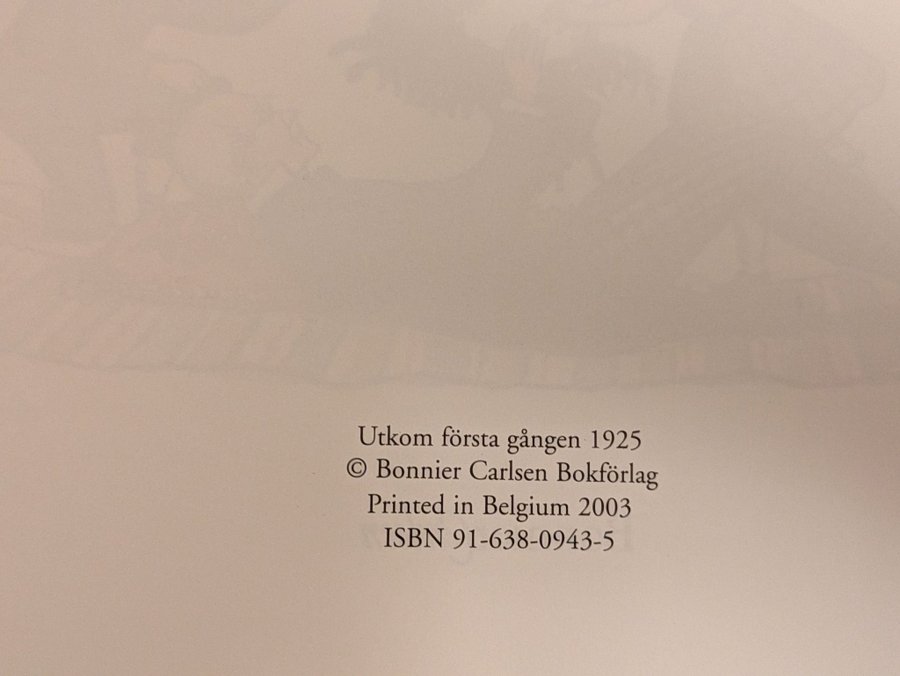 Utkom första gången 1925
© Bonnier Carlsen Bokförlag
Printed in Belgium 2003
ISBN 91-638-0943-5